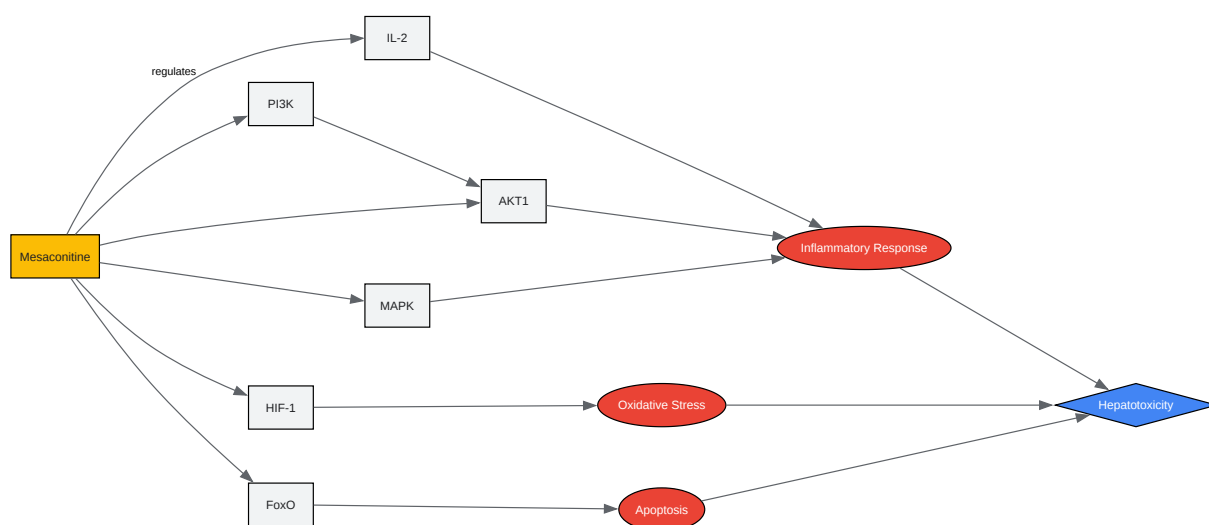 IL-2
regulates
PI3K
AKT1
Mesaconitine
Inflammatory Response
MAPK
HIF-1
Oxidative Stress
Hepatotoxicity
FoxO
Apoptosis